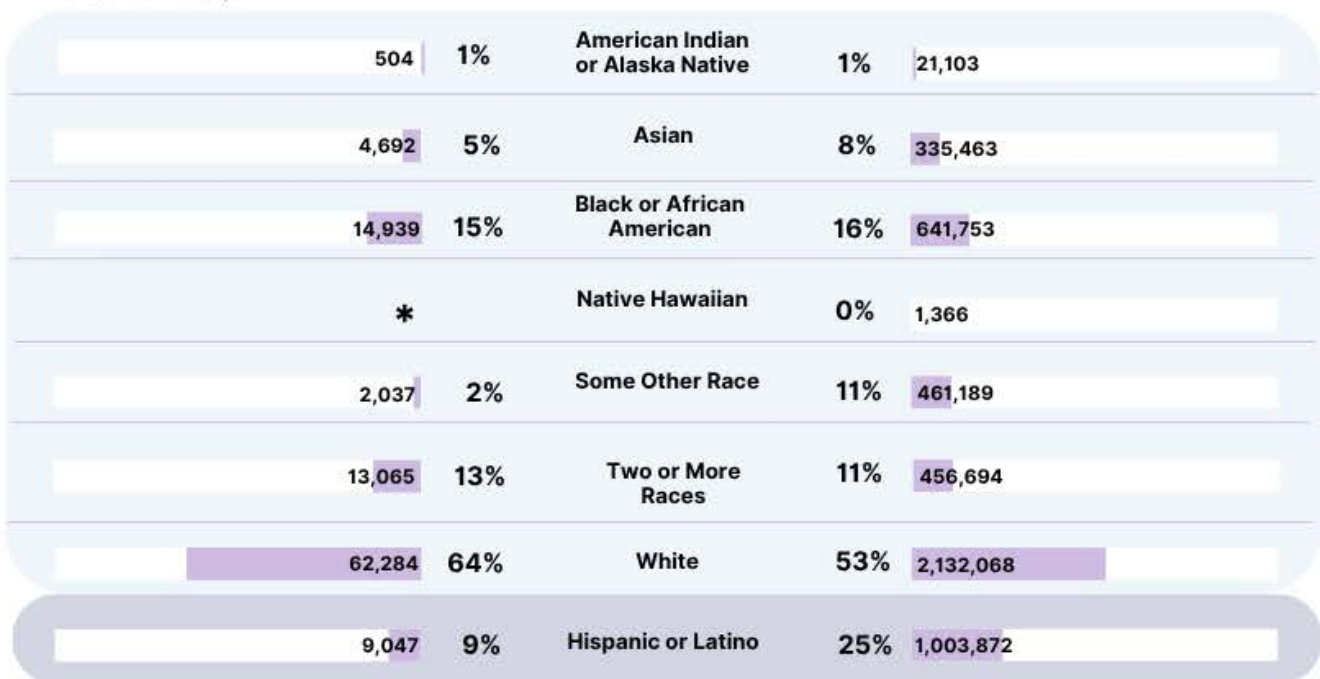 504 1% American Indian
or Alaska Native 1% 21,103
4,692 5% Asian 8% 335,463
14,939 15% Black or African
American 16% 641,753
* Native Hawaiian 0% 1,366
2,037 2% Some Other Race 11% 461,189
13,065 13% Two or More
Races 11% 456,694
62,284 64% White 53% 2,132,068
9,047 9% Hispanic or Latino 25% 1,003,872